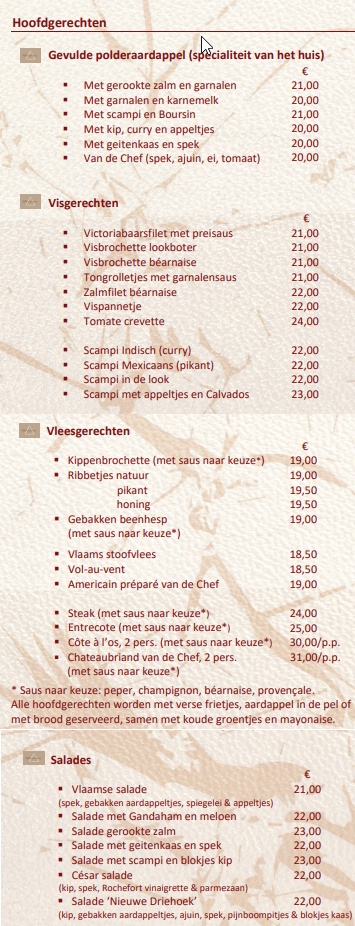 Hoofdgerechten
Gevulde polderaardappel (specialiteit van het huis)
€
Met gerookte zalm en garnalen 21,00
Met garnalen en karnemelk 20,00
Met scampi en Boursin 21,00
Met kip, curry en appeltjes 20,00
Met geitenkaas en spek 20,00
Van de Chef (spek, ajuin, ei, tomaat) 20,00
Visgerechten
€
Victoriabaarsfilet met preisaus 21,00
Visbrochette lookboter 21,00
Visbrochette béarnaise 21,00
Tongrolletjes met garnalensaus 21,00
Zalmfilet béarnaise 22,00
Vispannetje 22,00
Tomate crevette 24,00
Scampi Indisch (curry) 22,00
Scampi Mexicaans (pikant) 22,00
Scampi in de look 22,00
Scampi met appeltjes en Calvados 23,00
Vleesgerechten
€
Kippenbrochette (met saus naar keuze*) 19,00
Ribbetjes natuur 19,00
pikant 19,50
honing 19,50
Gebakken beenhesp 19,00
(met saus naar keuze*)
Vlaams stoofvlees 18,50
Vol-au-vent 18,50
Americain préparé van de Chef 19,00
Steak (met saus naar keuze*) 24,00
Entrecote (met saus naar keuze*) 25,00
Côte à l'os, 2 pers. (met saus naar keuze*) 30,00/p.p.
Chateaubriand van de Chef, 2 pers. 31,00/p.p.
(met saus naar keuze*)
* Saus naar keuze: peper, champignon, béarnaise, provençale.
Alle hoofdgerechten worden met verse frietjes, aardappel in de pel of
met brood geserveerd, samen met koude groentjes en mayonaise.
Salades
€
Vlaamse salade 21,00
(spek, gebakken aardappeltjes, spiegelei & appeltjes)
Salade met Gandaham en meloen 22,00
Salade gerookte zalm 23,00
Salade met geitenkaas en spek 22,00
Salade met scampi en blokjes kip 23,00
César salade 22,00
(kip, spek, Rochefort vinaigrette & parmezaan)
Salade 'Nieuwe Driehoek' 22,00
(kip, gebakken aardappeltjes, ajuin, spek, pijnboompitjes & blokjes kaas)